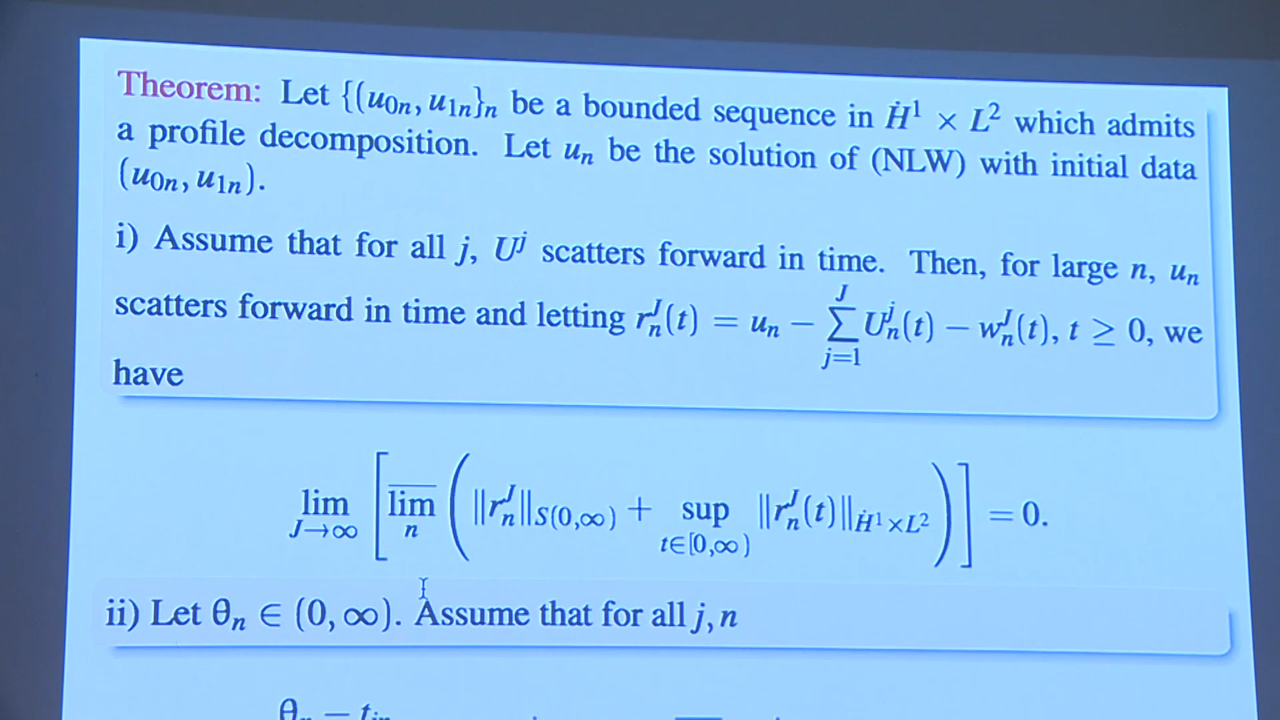 Theorem: Let {(u₀ₙ, u₁ₙ}ₙ be a bounded sequence in Ḣ¹ × L² which admits
a profile decomposition. Let uₙ be the solution of (NLW) with initial data
(u₀ₙ, u₁ₙ).
i) Assume that for all j, Uʲ scatters forward in time. Then, for large n, uₙ
scatters forward in time and letting rₙᴶ(t) = uₙ − ∑_{j=1}^{J} Uₙʲ(t) − wₙᴶ(t), t ≥ 0, we
have
lim_{J→∞} [ \overline{lim}_n ( ‖rₙᴶ‖_{S(0,∞)} + sup_{t∈[0,∞)} ‖rₙᴶ(t)‖_{Ḣ¹×L²} ) ] = 0.
ii) Let θₙ ∈ (0, ∞). Assume that for all j, n